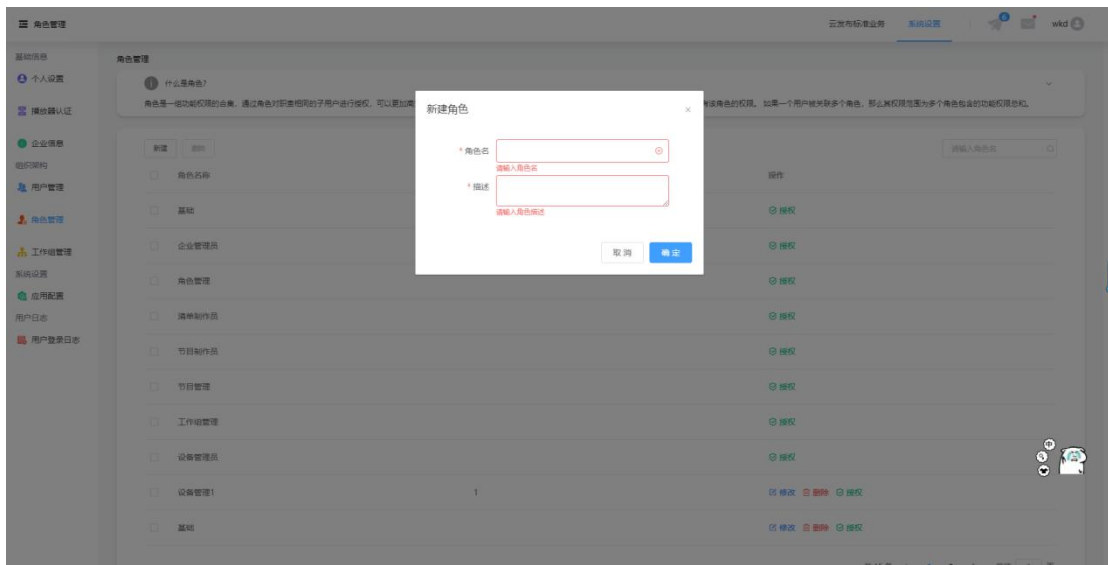 角色管理
云发布标准业务 系统设置 6 wkd
基础信息
个人设置
播放器认证
企业信息
组织架构
用户管理
角色管理
工作组管理
系统设置
应用配置
用户日志
用户登录日志
角色管理
什么是角色?
角色是一组功能权限的合集，通过角色对职责相同的子用户进行授权，可以更加简
有该角色的权限。 如果一个用户被关联多个角色，那么其权限范围为多个角色包含的功能权限总和。
新建 删除 请输入角色名
角色名称 操作
基础 授权
企业管理员 授权
角色管理 授权
清单制作员 授权
节目制作员 授权
节目管理 授权
工作组管理 授权
设备管理员 授权
设备管理1 1 修改 删除 授权
基础 修改 删除 授权
新建角色 ×
* 角色名
请输入角色名
* 描述
请输入角色描述
取消 确定
中